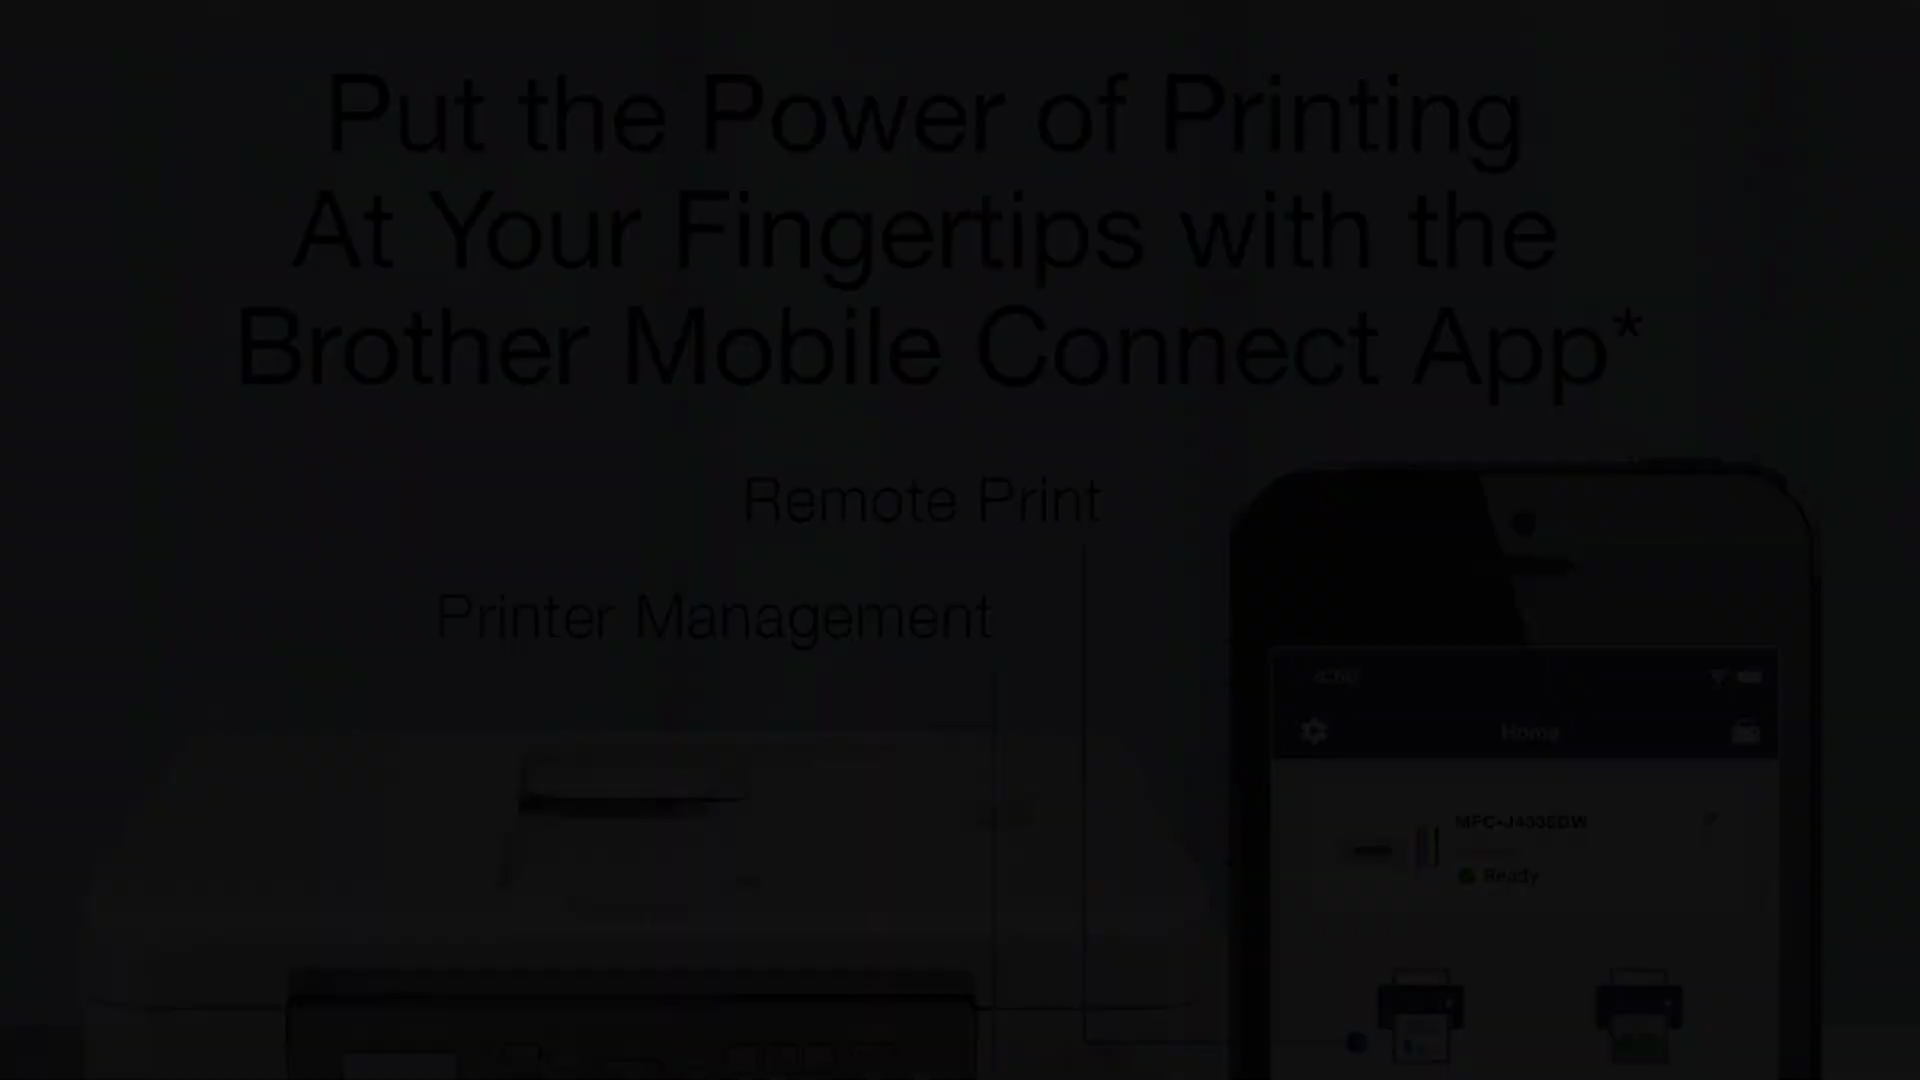 Put the Power of Printing
At Your Fingertips with the
Brother Mobile Connect App*
Remote Print
Printer Management
Home
Ready